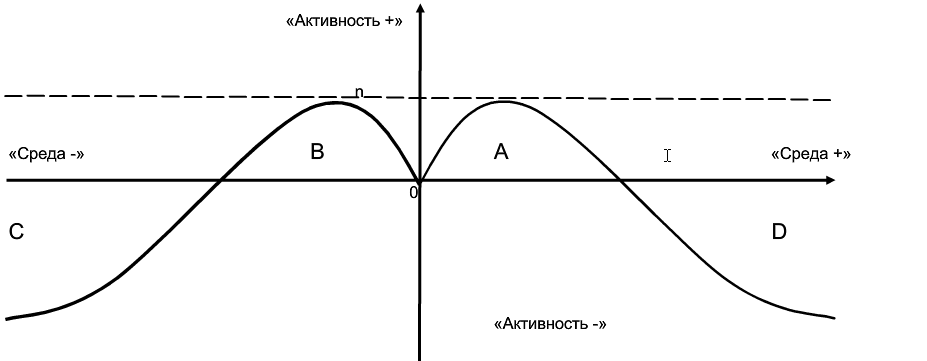 «Активность +»
n
B
A
«Среда -»
«Среда +»
0
C
D
«Активность -»